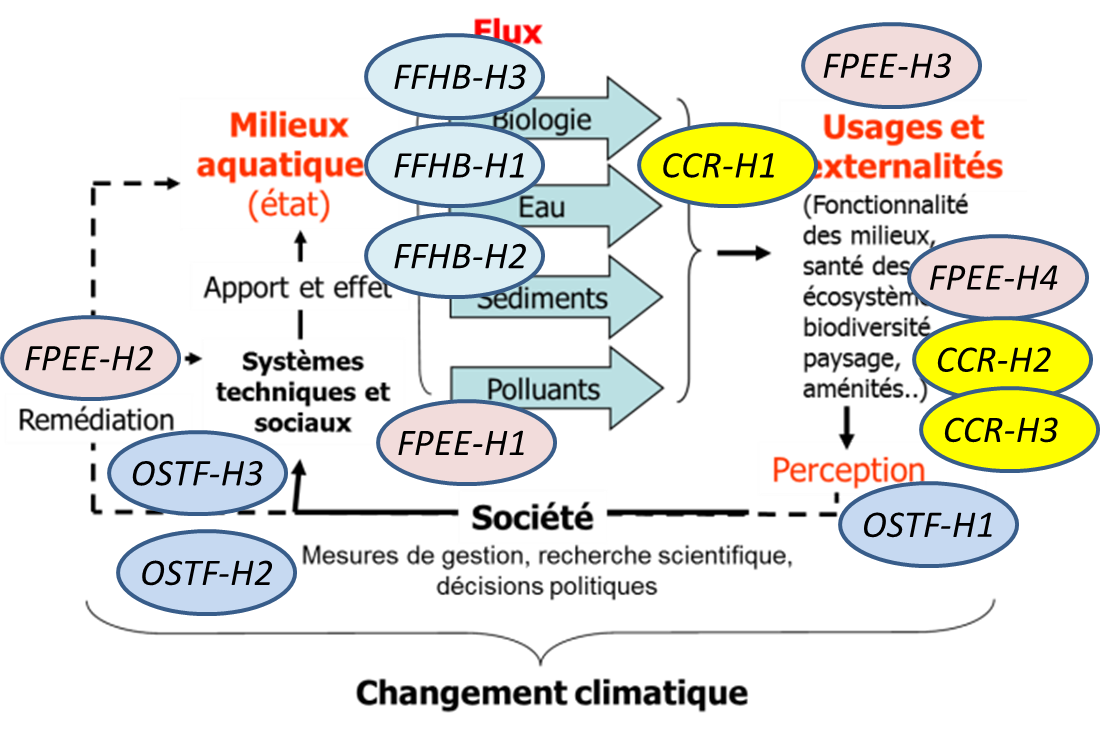 Flux
FFHB-H3
FPEE-H3
Biologie
Milieux
aquatique
(état)
FFHB-H1
CCR-H1
Usages et
externalités
Eau
(Fonctionnalité
des milieux,
santé des
FFHB-H2
FPEE-H4
Apport et effet
Sédiments
écosystème
biodiversité
FPEE-H2
CCR-H2
Systèmes
techniques et
sociaux
paysage,
aménités..)
Polluants
Remédiation
FPEE-H1
CCR-H3
OSTF-H3
Perception
Société
OSTF-H1
OSTF-H2
Mesures de gestion, recherche scientifique,
décisions politiques
Changement climatique